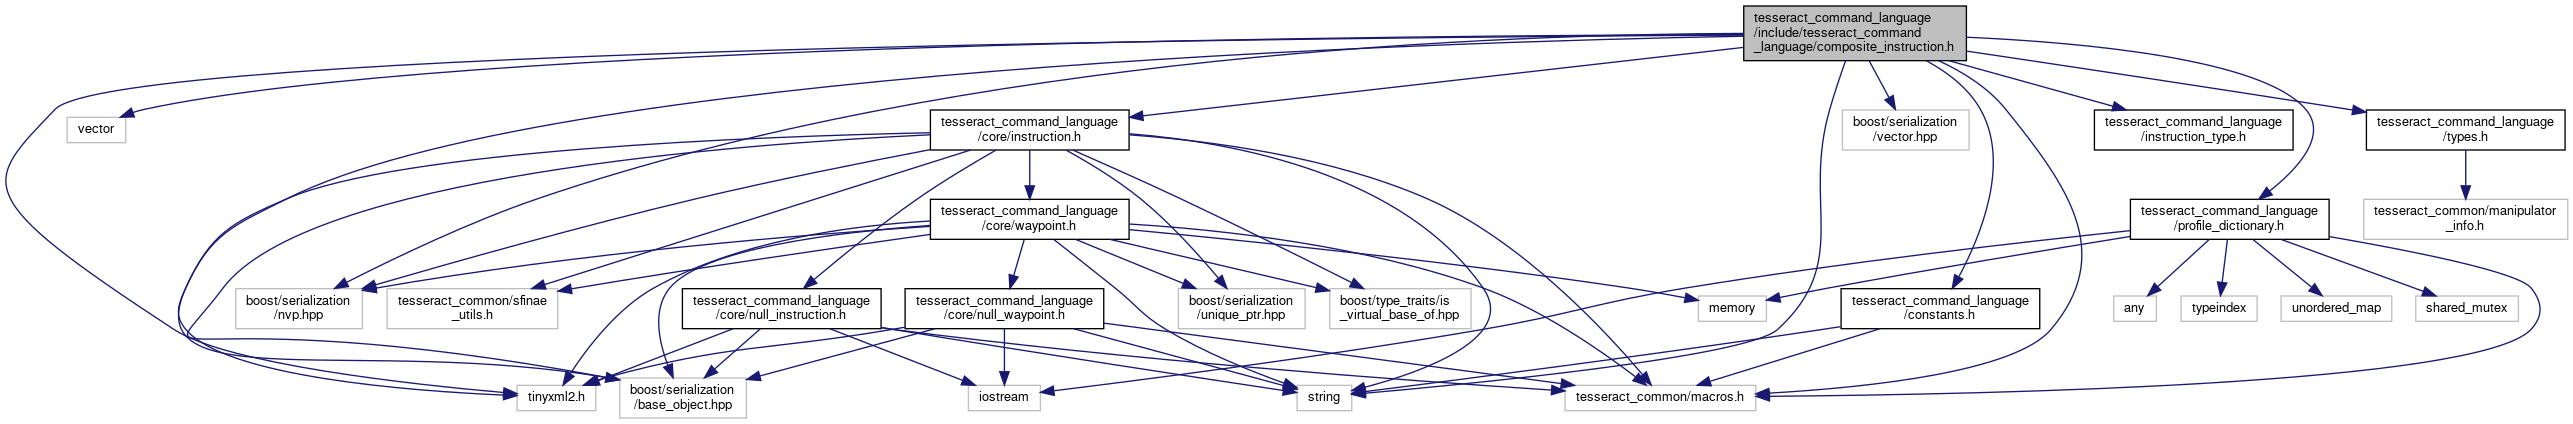 tesseract_command_language
/include/tesseract_command
_language/composite_instruction.h
vector
tesseract_command_language
/core/instruction.h
boost/serialization
/vector.hpp
tesseract_command_language
/instruction_type.h
tesseract_command_language
/types.h
tesseract_command_language
/core/waypoint.h
tesseract_command_language
/profile_dictionary.h
tesseract_common/manipulator
_info.h
boost/serialization
/nvp.hpp
tesseract_common/sfinae
_utils.h
tesseract_command_language
/core/null_instruction.h
tesseract_command_language
/core/null_waypoint.h
boost/serialization
/unique_ptr.hpp
boost/type_traits/is
_virtual_base_of.hpp
memory
tesseract_command_language
/constants.h
any
typeindex
unordered_map
shared_mutex
tinyxml2.h
boost/serialization
/base_object.hpp
iostream
string
tesseract_common/macros.h